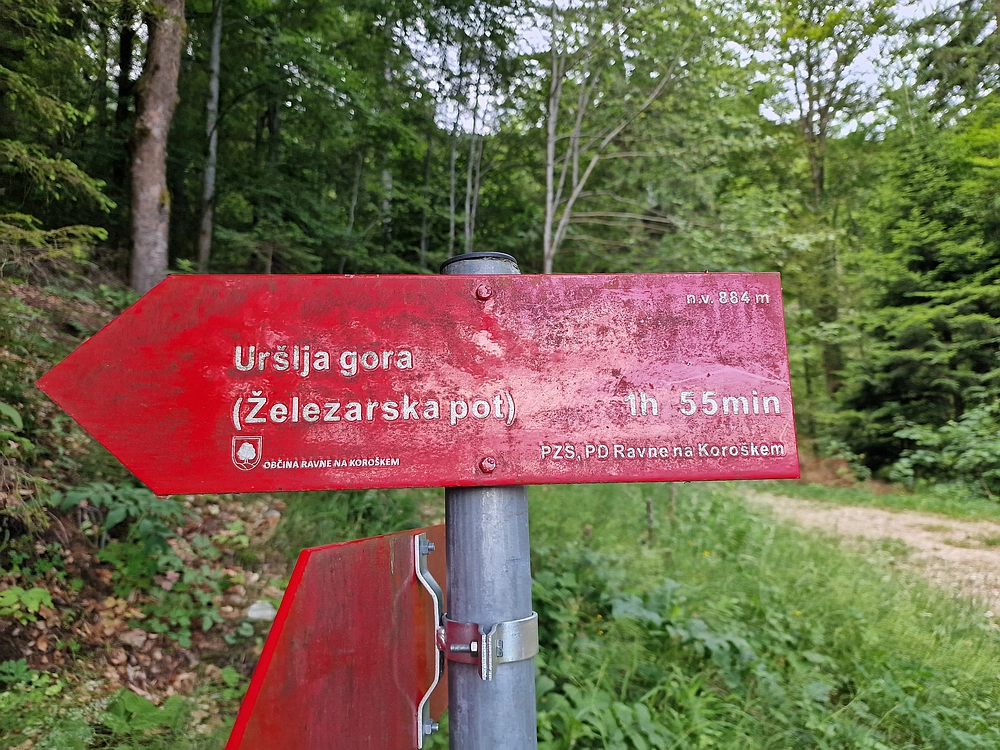 n.v. 884 m
Uršlja gora
(Železarska pot)
1h 55min
OBČINA RAVNE NA KOROŠKEM
PZS, PD Ravne na Koroškem